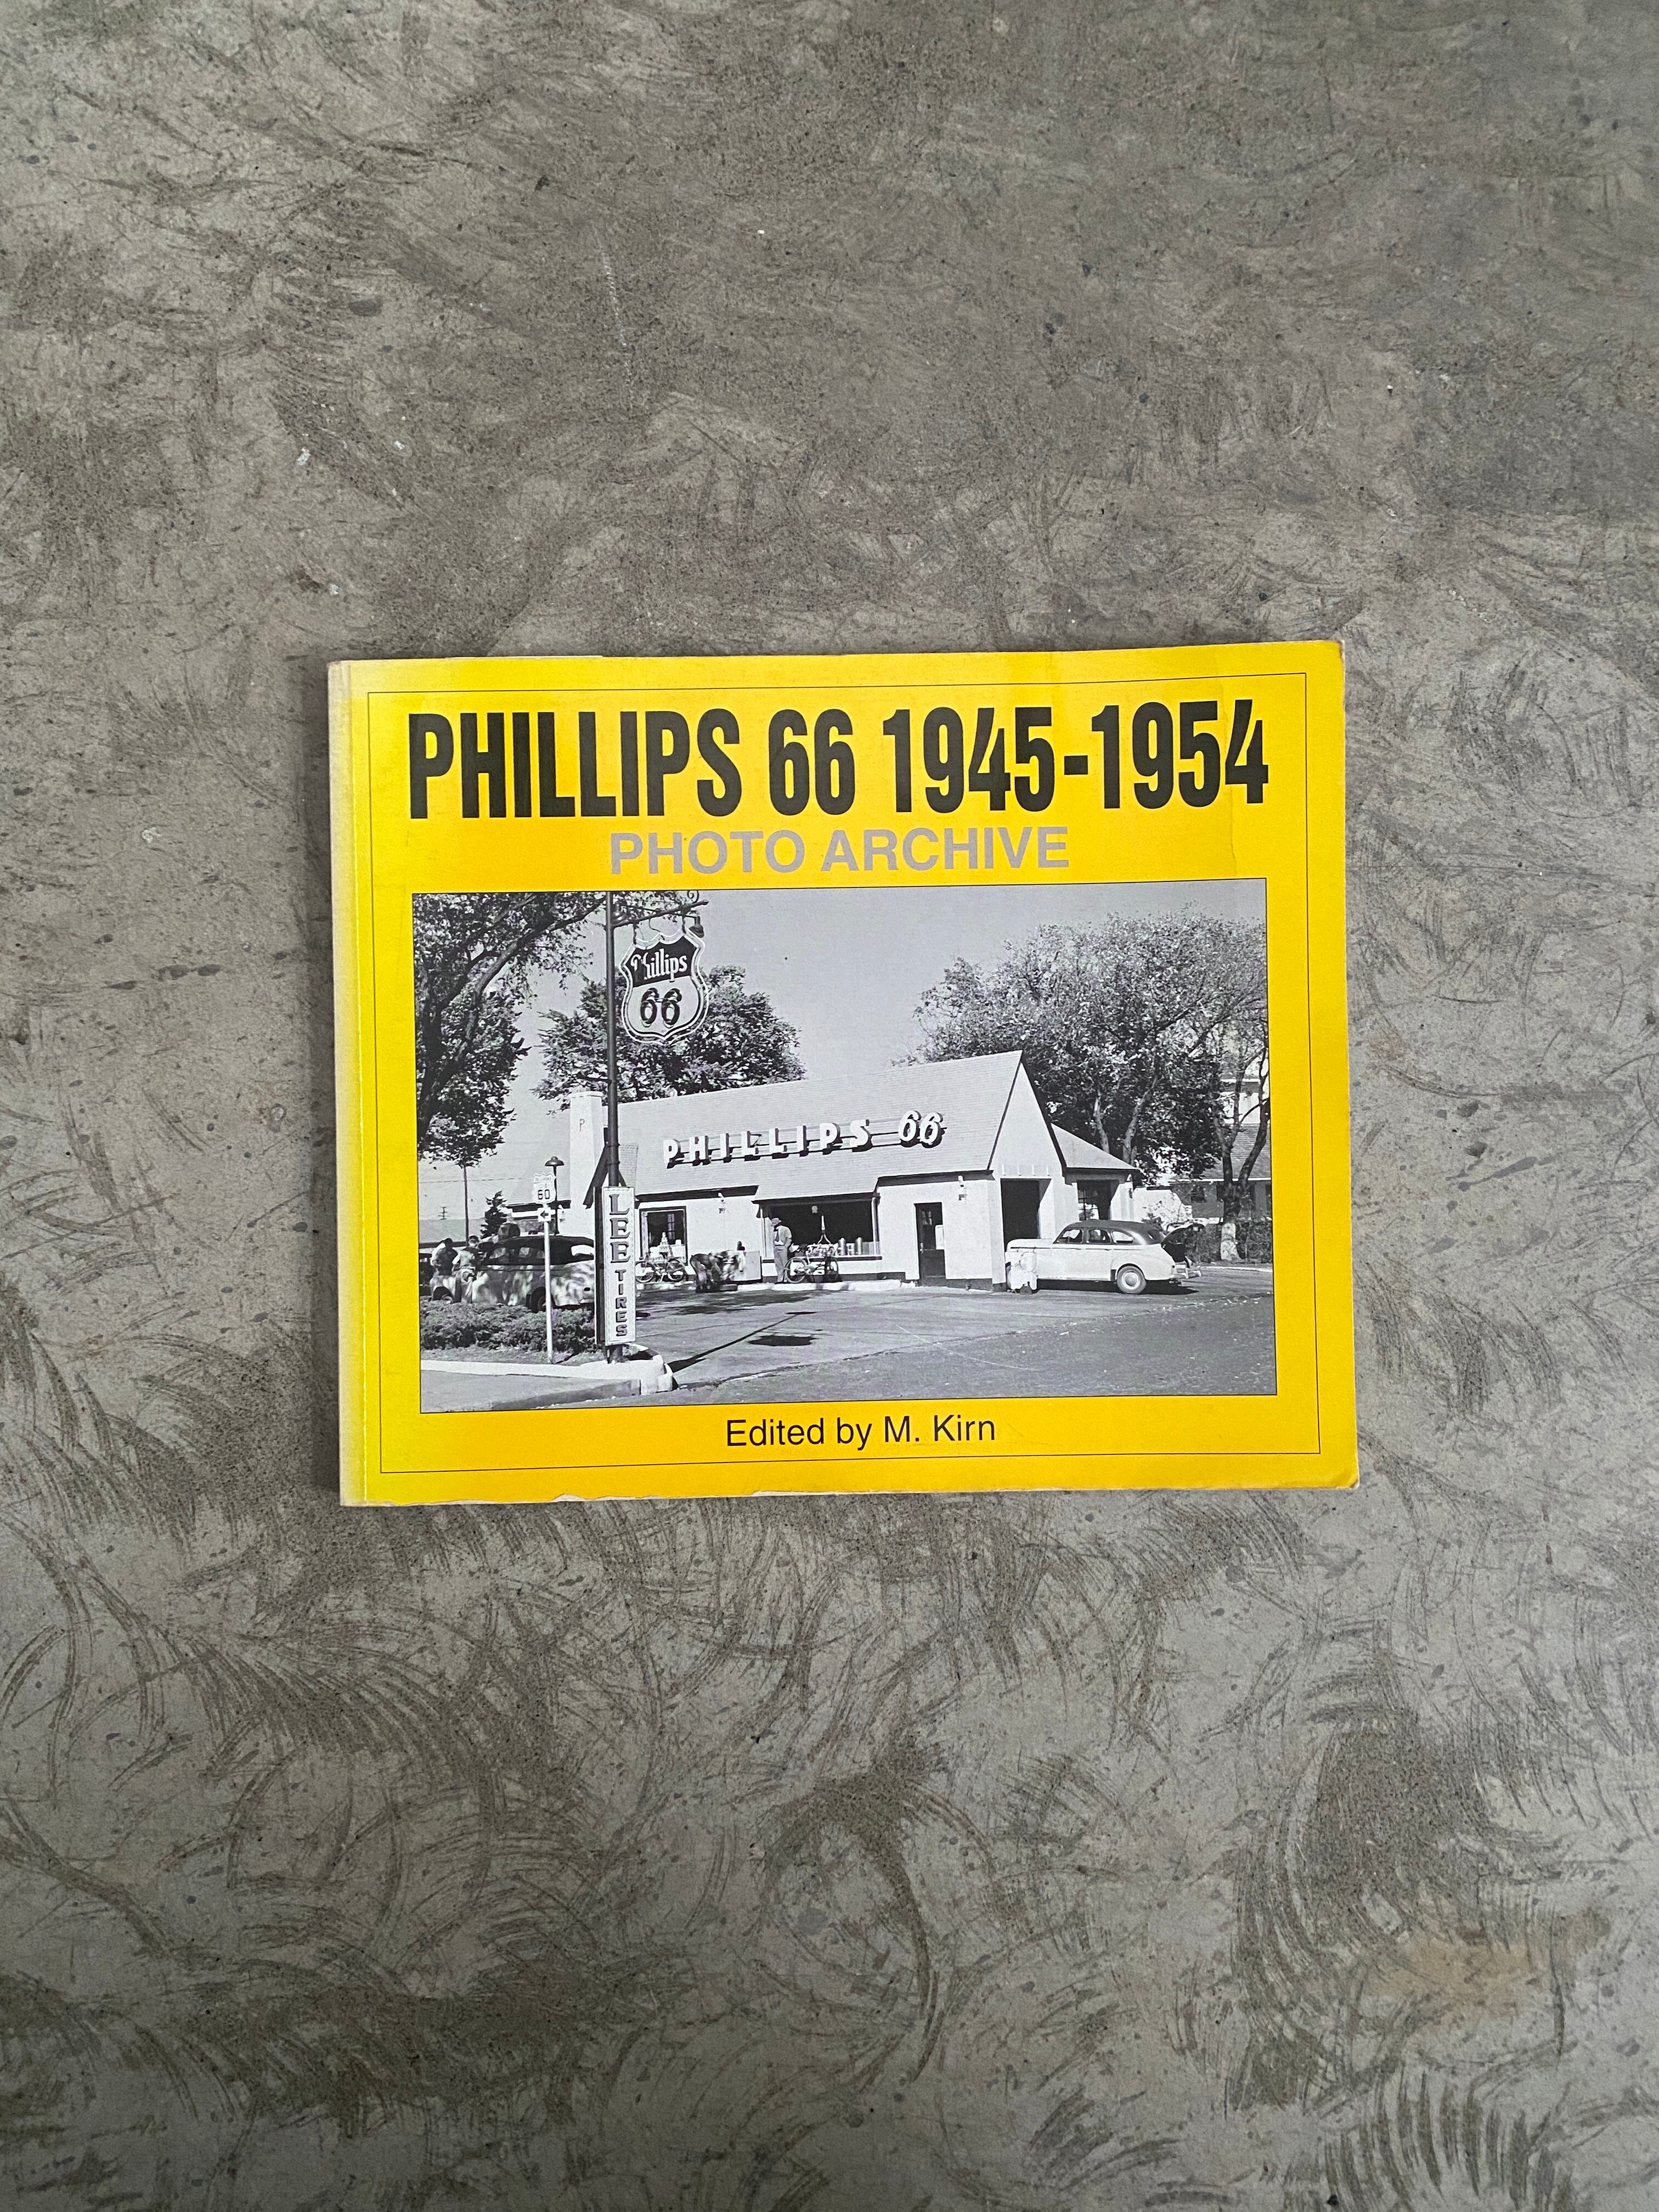 PHILLIPS 66 1945-1954
PHOTO ARCHIVE
Phillips
66
PHILLIPS 66
P
60
LEE
TIRES
Edited by M. Kirn